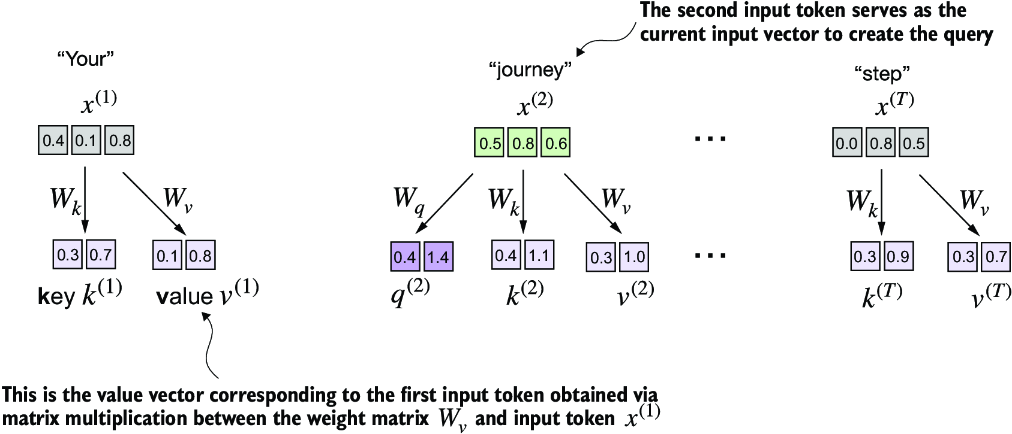 The second input token serves as the
current input vector to create the query
“Your”
“journey”
“step”
x(1)
x(2)
x(T)
0.4 0.1 0.8
0.5 0.8 0.6
...
0.0 0.8 0.5
Wk Wv
Wq Wk Wv
Wk Wv
0.3 0.7 0.1 0.8
0.4 1.4 0.4 1.1 0.3 1.0
...
0.3 0.9 0.3 0.7
key k(1) value v(1)
q(2) k(2) v(2)
k(T) v(T)
This is the value vector corresponding to the first input token obtained via
matrix multiplication between the weight matrix Wv and input token x(1)